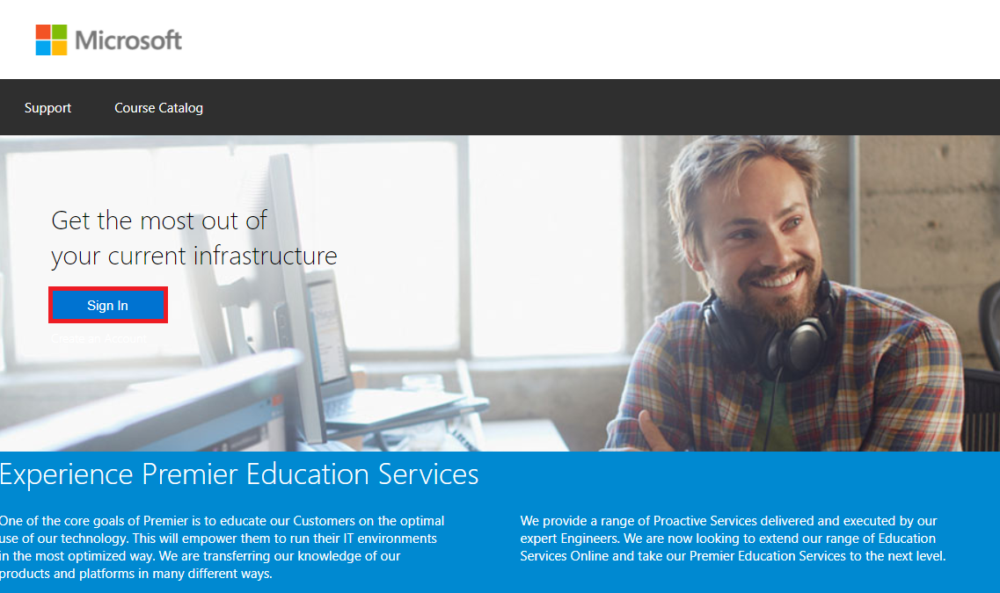 Microsoft
Support
Course Catalog
Get the most out of
your current infrastructure
Sign In
Create an Account
Experience Premier Education Services
One of the core goals of Premier is to educate our Customers on the optimal
use of our technology. This will empower them to run their IT environments
in the most optimized way. We are transferring our knowledge of our
products and platforms in many different ways.
We provide a range of Proactive Services delivered and executed by our
expert Engineers. We are now looking to extend our range of Education
Services Online and take our Premier Education Services to the next level.